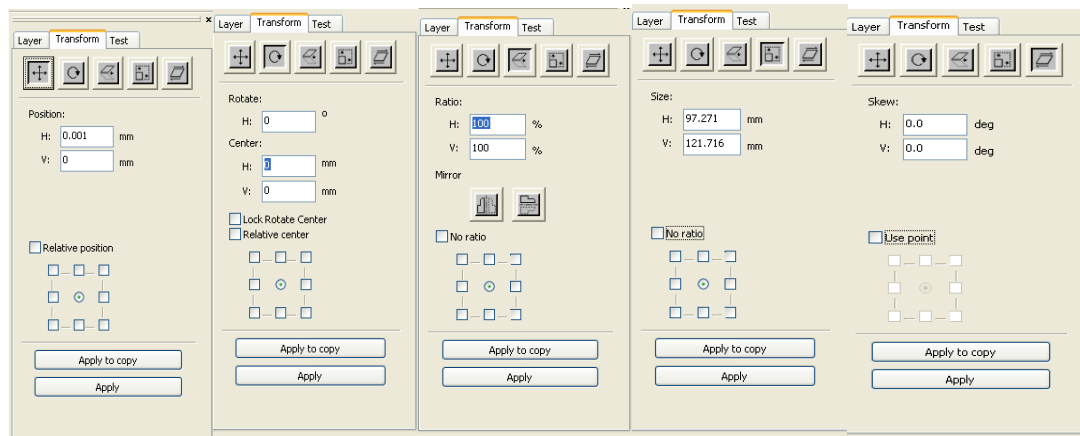 x
Layer Transform Test
Position:
H: 0.001 mm
V: 0 mm
Relative position
Apply to copy
Apply
Layer Transform Test
Rotate:
H: 0 o
Center:
H: 0 mm
V: 0 mm
Lock Rotate Center
Relative center
Apply to copy
Apply
Layer Transform Test
Ratio:
H: 100 %
V: 100 %
Mirror
No ratio
Apply to copy
Apply
Layer Transform Test
Size:
H: 97.271 mm
V: 121.716 mm
No ratio
Apply to copy
Apply
Layer Transform Test
Skew:
H: 0.0 deg
V: 0.0 deg
Use point
Apply to copy
Apply